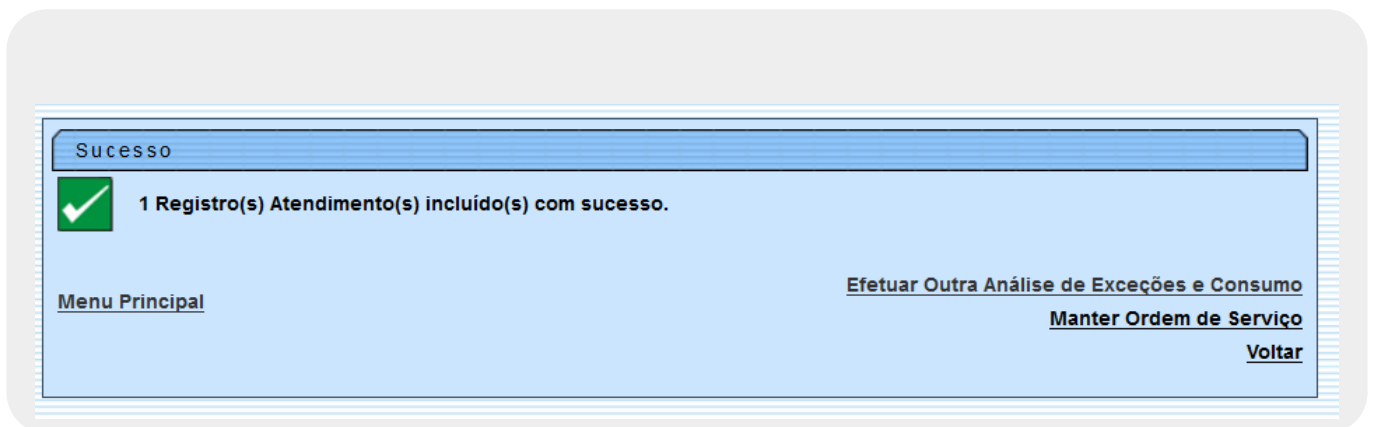 Sucesso
1 Registro(s) Atendimento(s) incluído(s) com sucesso.
Menu Principal
Efetuar Outra Análise de Exceções e Consumo
Manter Ordem de Serviço
Voltar